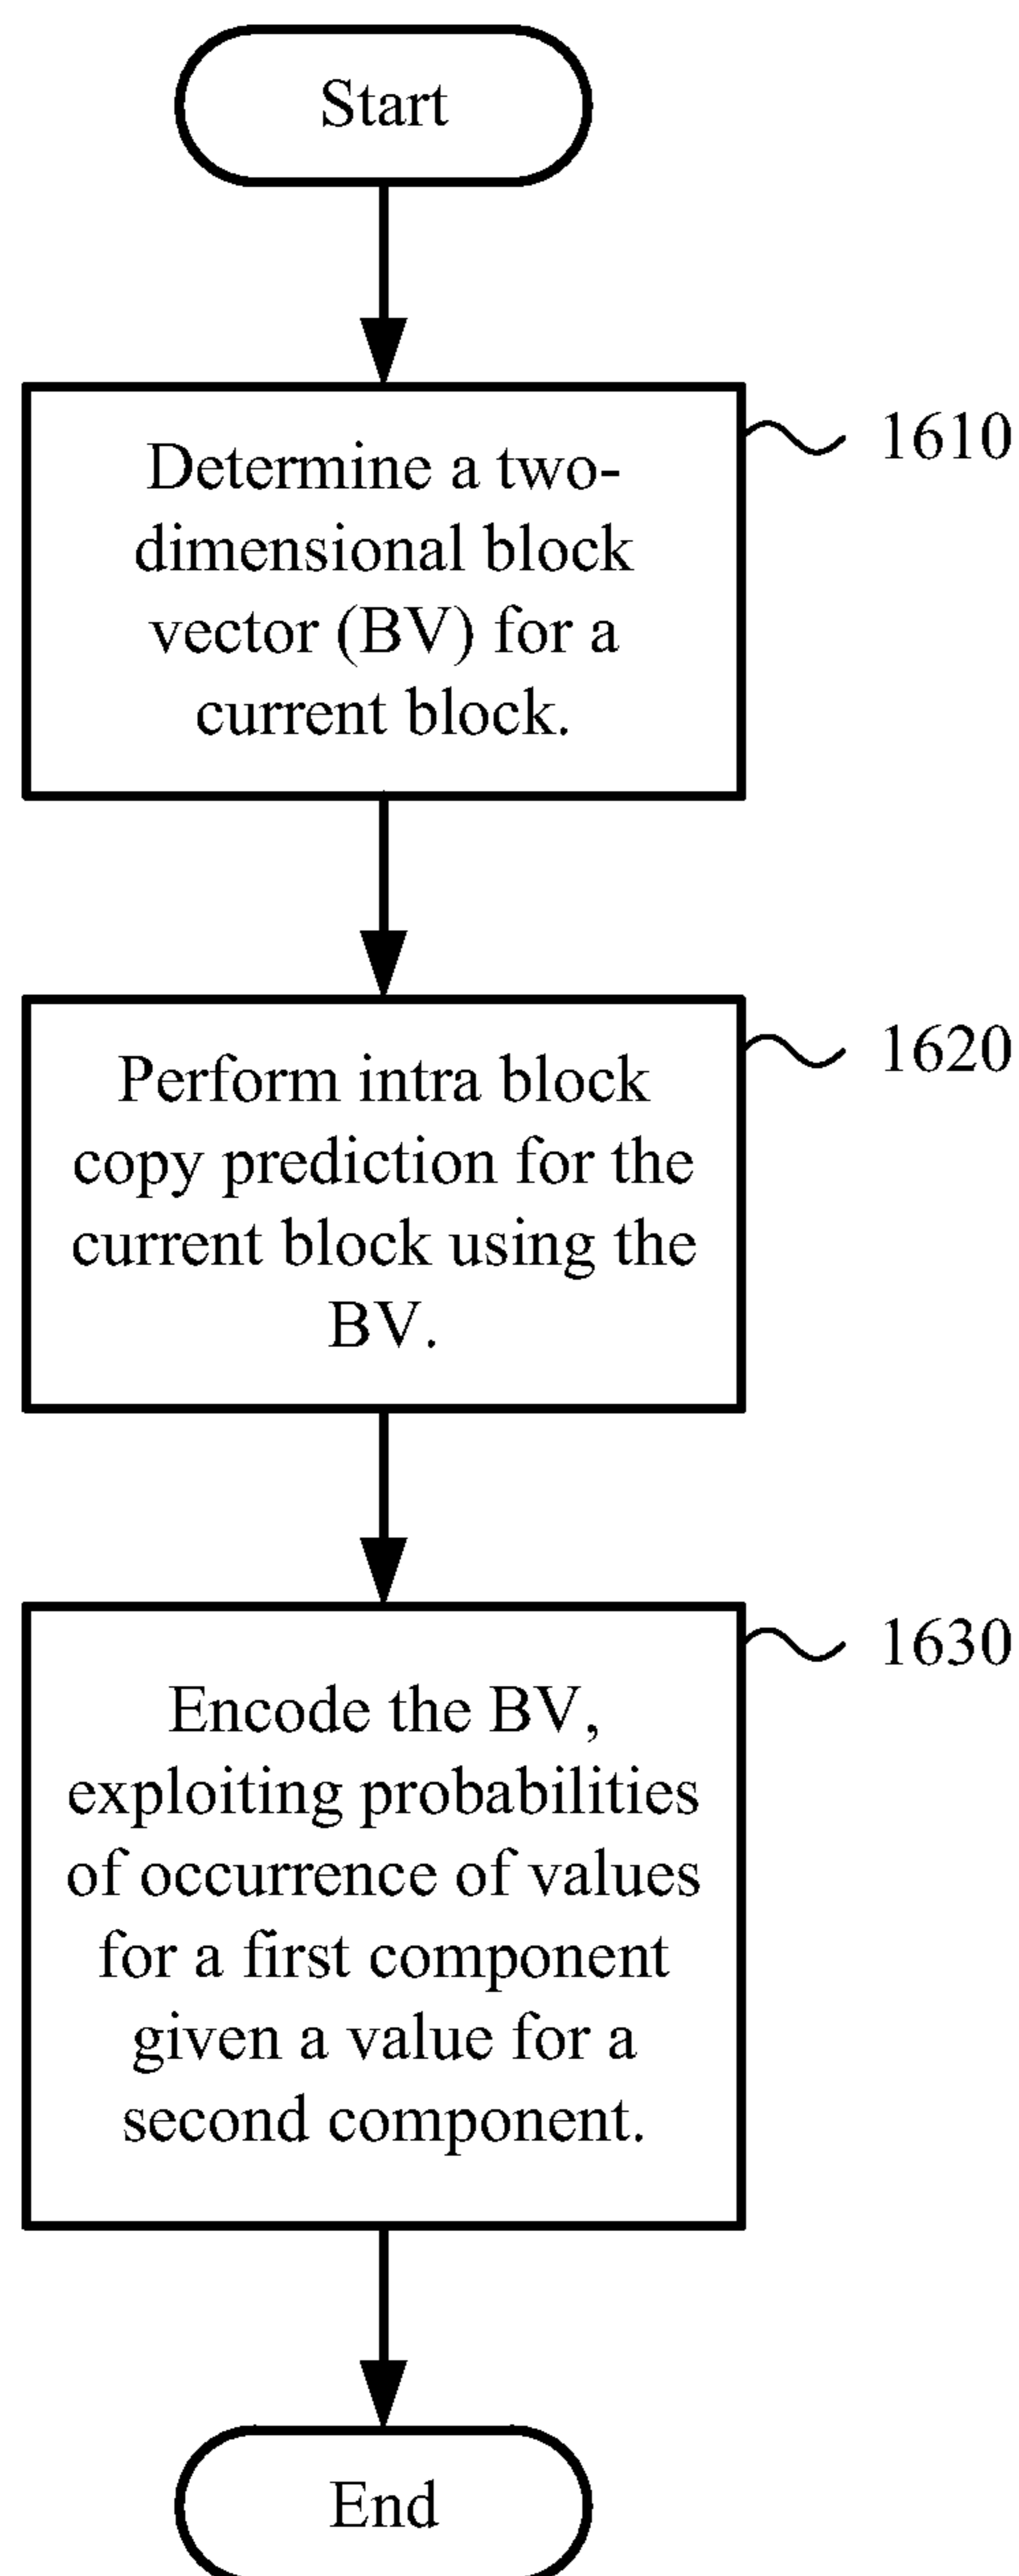 Start
Determine a two-
dimensional block
vector (BV) for a
current block.
1610
Perform intra block
copy prediction for the
current block using the
BV.
1620
Encode the BV,
exploiting probabilities
of occurrence of values
for a first component
given a value for a
second component.
1630
End